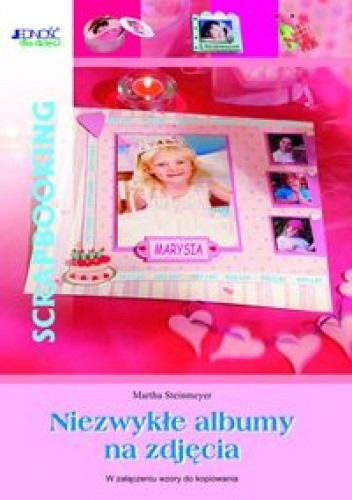 JEDNOŚĆ
dla dzieci
SCRAPBOOKING
MARYSIA
Martha Steinmeyer
Niezwykłe albumy
na zdjęcia
W załączeniu wzory do kopiowania